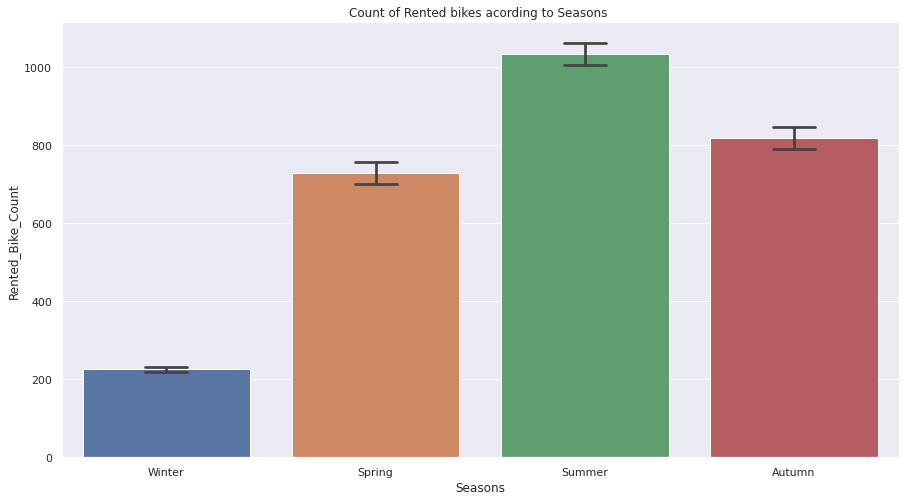 Count of Rented bikes acording to Seasons
Rented_Bike_Count
1000
800
600
400
200
0
Winter
Spring
Summer
Autumn
Seasons